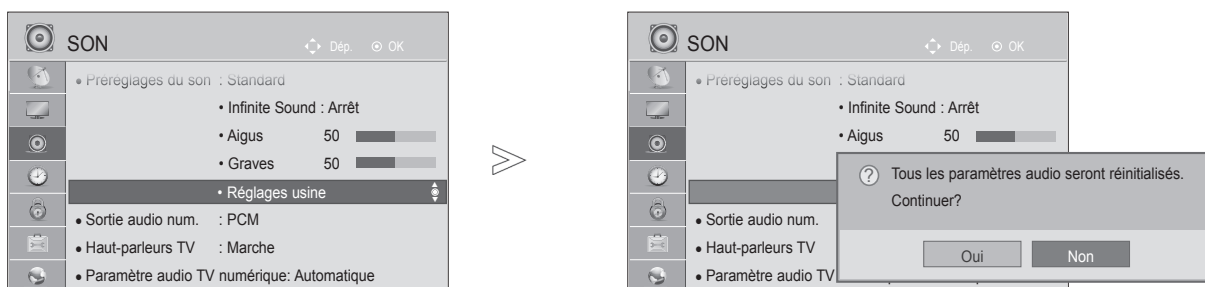 SON
Dép. OK
• Préréglages du son : Standard
• Infinite Sound : Arrêt
• Aigus 50
• Graves 50
• Réglages usine
• Sortie audio num. : PCM
• Haut-parleurs TV : Marche
• Paramètre audio TV numérique: Automatique
>
SON
Dép. OK
• Préréglages du son : Standard
• Infinite Sound : Arrêt
• Aigus 50
? Tous les paramètres audio seront réinitialisés.
Continuer?
Oui Non
• Sortie audio num.
• Haut-parleurs TV
• Paramètre audio TV